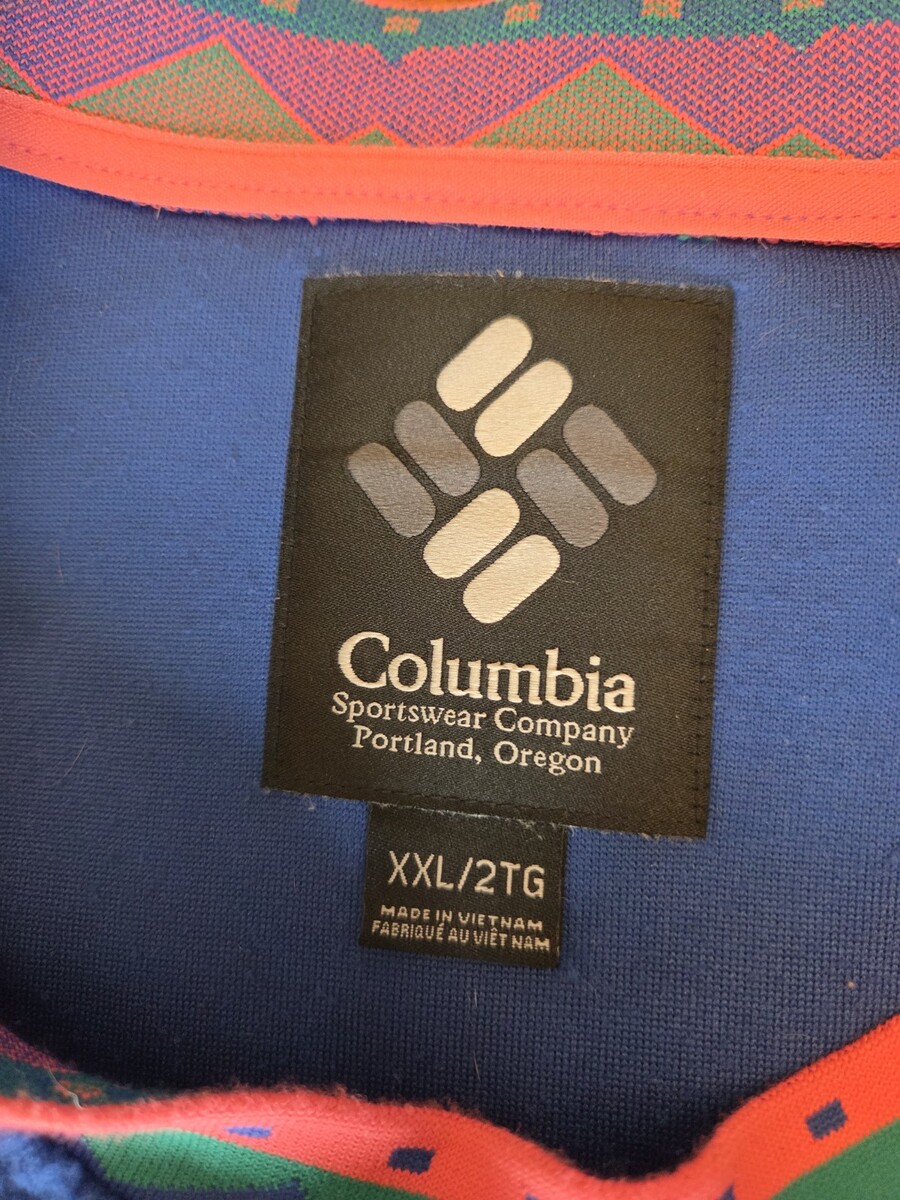 Columbia
Sportswear Company
Portland, Oregon
XXL/2TG
MADE IN VIETNAM
FABRIQUÉ AU VIÊT NAM